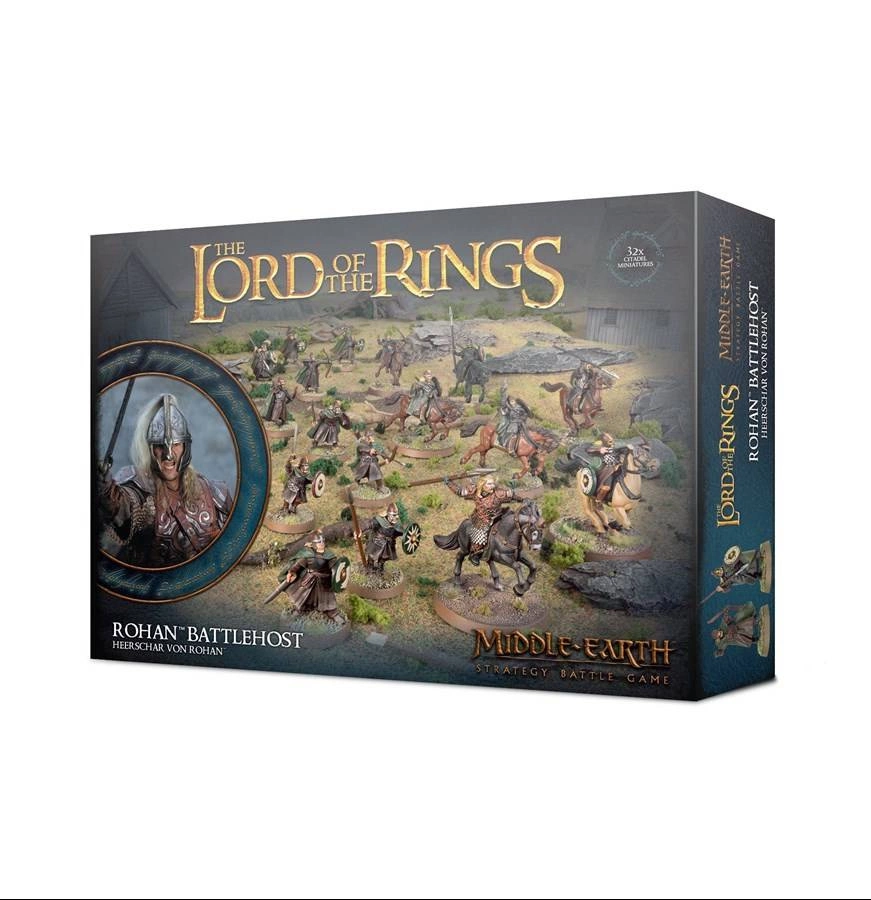 THE
LORD OF THE RINGS™
32X
CITADEL
MINIATURES
ROHAN™ BATTLEHOST
HEERSCHAR VON ROHAN™
MIDDLE-EARTH
STRATEGY BATTLE GAME
THE
LORD OF THE RINGS
MIDDLE-EARTH
STRATEGY BATTLE GAME
ROHAN™ BATTLEHOST
HEERSCHAR VON ROHAN™